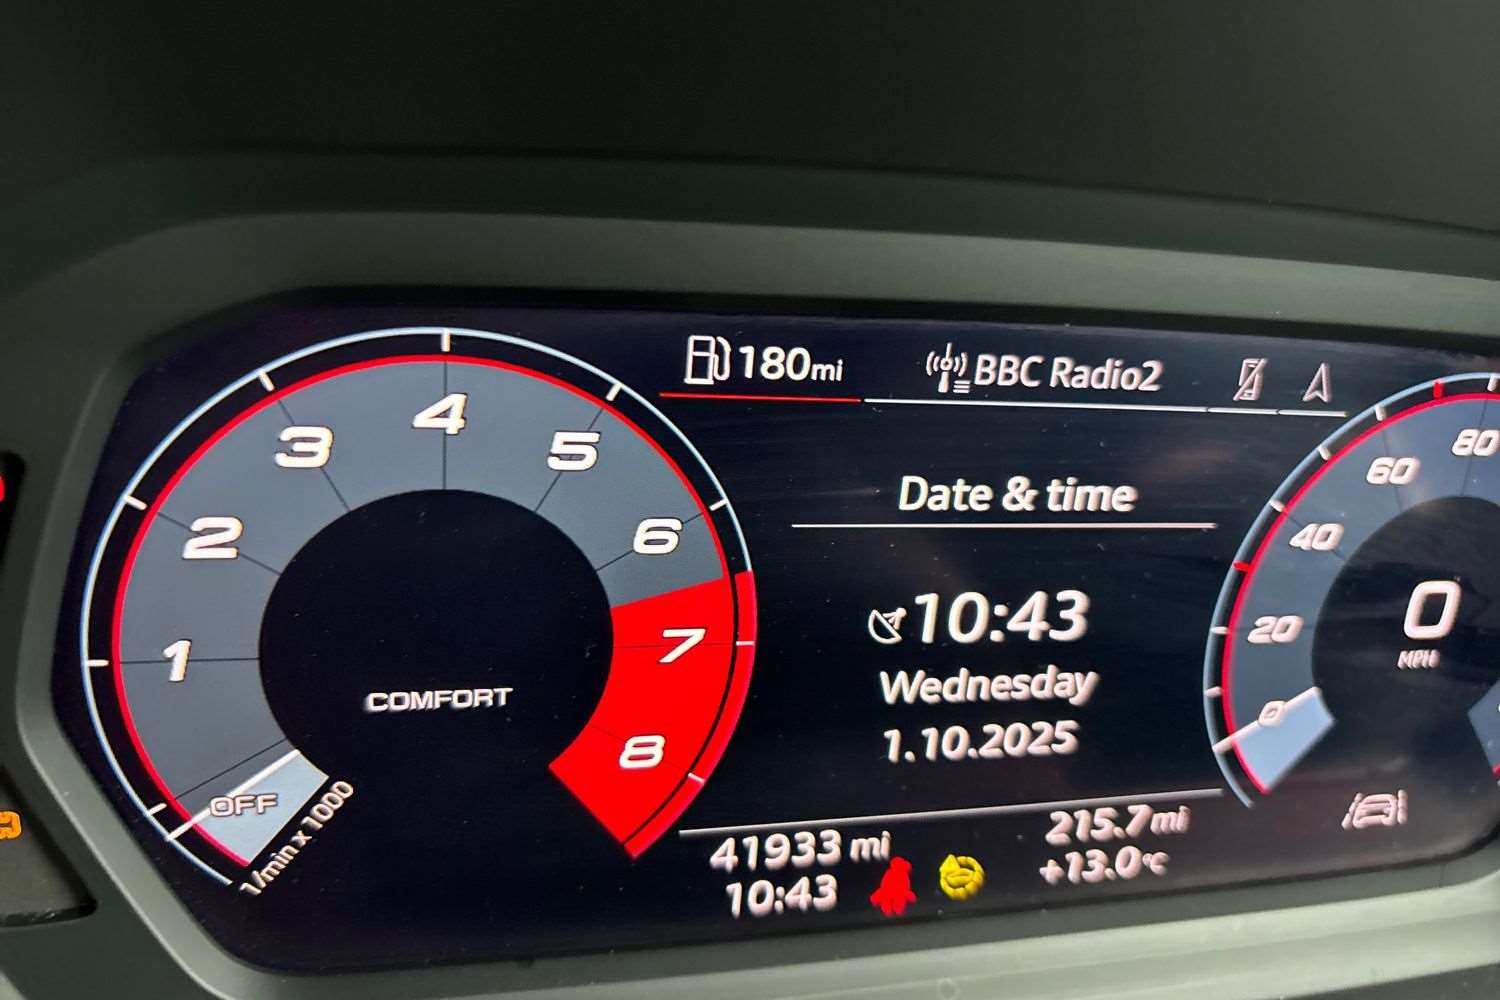 180mi
BBC Radio2
Date & time
10:43
Wednesday
1.10.2025
41933 mi
10:43
215.7mi
+13.0°C
OFF
1
2
3
4
5
6
7
8
1/min x 1000
COMFORT
0
20
40
60
80
0
MPH